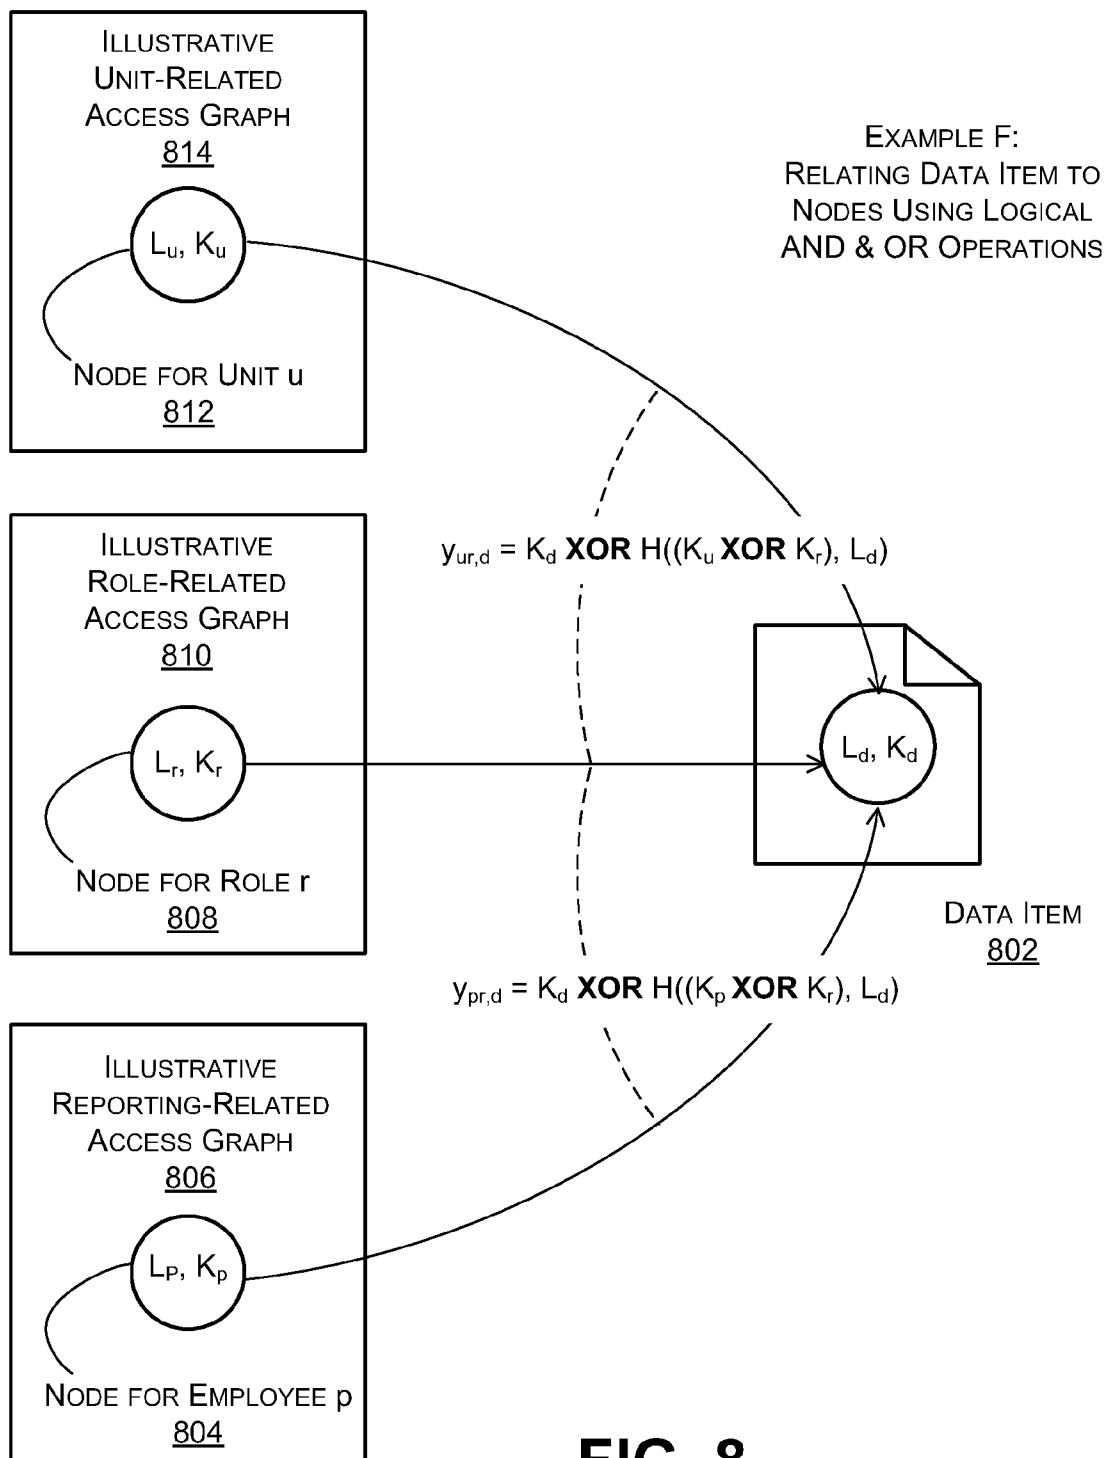 ILLUSTRATIVE
UNIT-RELATED
ACCESS GRAPH
814
Lu, Ku
NODE FOR UNIT u
812
EXAMPLE F:
RELATING DATA ITEM TO
NODES USING LOGICAL
AND & OR OPERATIONS
yur,d = Kd XOR H((Ku XOR Kr), Ld)
ILLUSTRATIVE
ROLE-RELATED
ACCESS GRAPH
810
Lr, Kr
NODE FOR ROLE r
808
Ld, Kd
DATA ITEM
802
ypr,d = Kd XOR H((Kp XOR Kr), Ld)
ILLUSTRATIVE
REPORTING-RELATED
ACCESS GRAPH
806
LP, Kp
NODE FOR EMPLOYEE p
804
FIG. 8